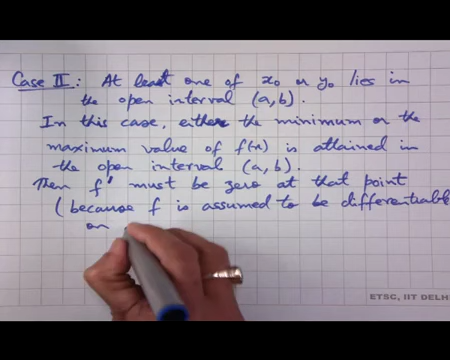 Case II: At least one of x₀ or y₀ lies in
the open interval (a, b).
In this case, either the minimum or the
maximum value of f(x) is attained in
the open interval (a, b).
Then f' must be zero at that point
(because f is assumed to be differentiable
on
ETSC, IIT DELH